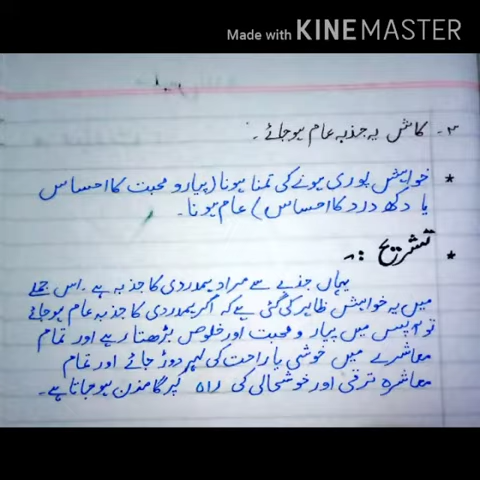 Made with KINEMASTER
۳۔ کاش یہ جذبہ عام ہوجائے۔
* خواہش پوری ہونے کی تمنا ہونا (پیار و محبت کا احساس
یا دکھ درد کا احساس) عام ہونا۔
* تشریح :۔
یہاں جذبے سے مراد ہمدردی کا جذبہ ہے۔ اس جملے
میں یہ خواہش ظاہر کی گئی ہے کہ اگر ہمدردی کا جذبہ عام ہوجائے
تو آپس میں پیار و محبت اور خلوص بڑھتا رہے اور تمام
معاشرے میں خوشی یا راحت کی لہر دوڑ جائے اور تمام
معاشرہ ترقی اور خوشحالی کی راہ پر گامزن ہوجاتا ہے۔